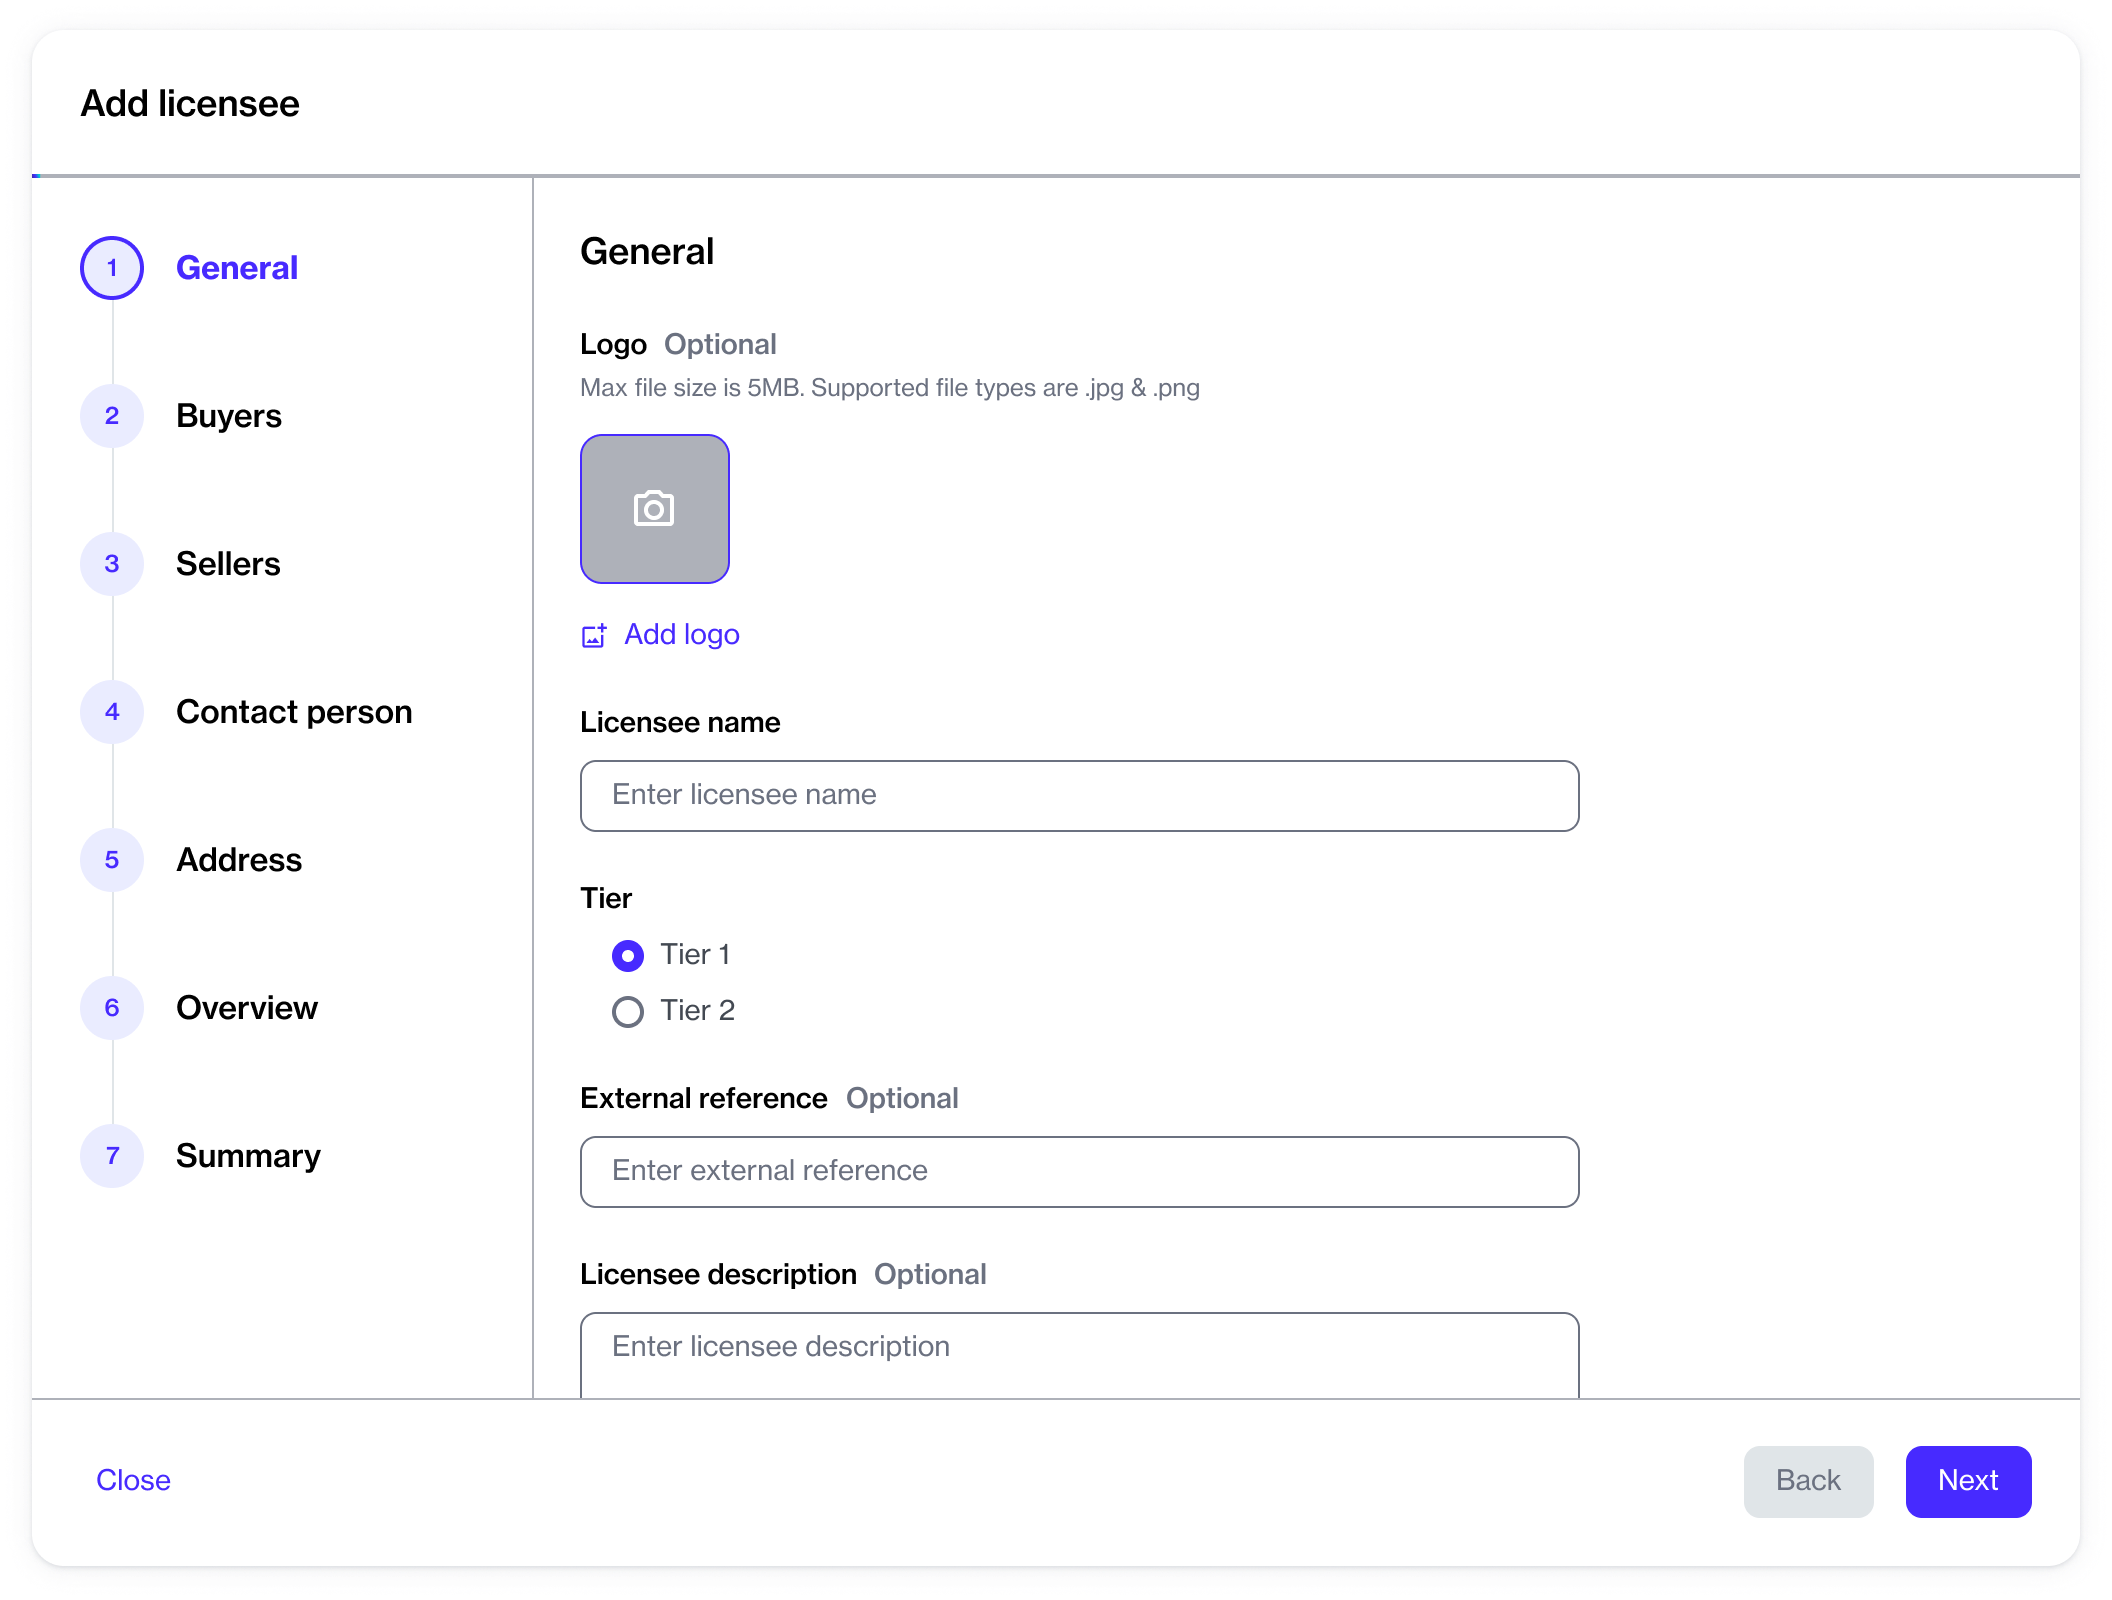 Add licensee
1 General
2 Buyers
3 Sellers
4 Contact person
5 Address
6 Overview
7 Summary
General
Logo Optional
Max file size is 5MB. Supported file types are .jpg & .png
Add logo
Licensee name
Enter licensee name
Tier
Tier 1
Tier 2
External reference Optional
Enter external reference
Licensee description Optional
Enter licensee description
Close
Back
Next